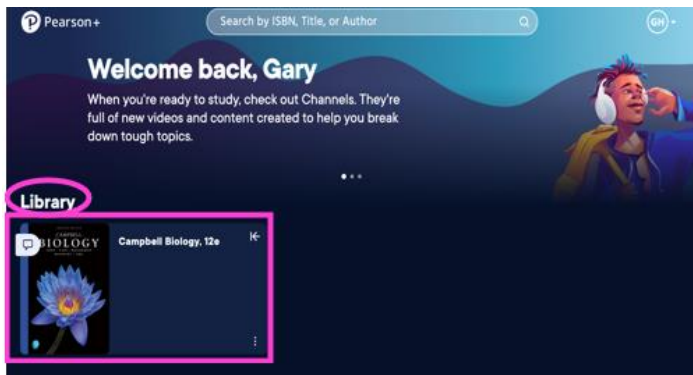 Pearson+
Search by ISBN, Title, or Author
GH
Welcome back, Gary
When you're ready to study, check out Channels. They're
full of new videos and content created to help you break
down tough topics.
Library
CAMPBELL
BIOLOGY
Campbell Biology, 12e